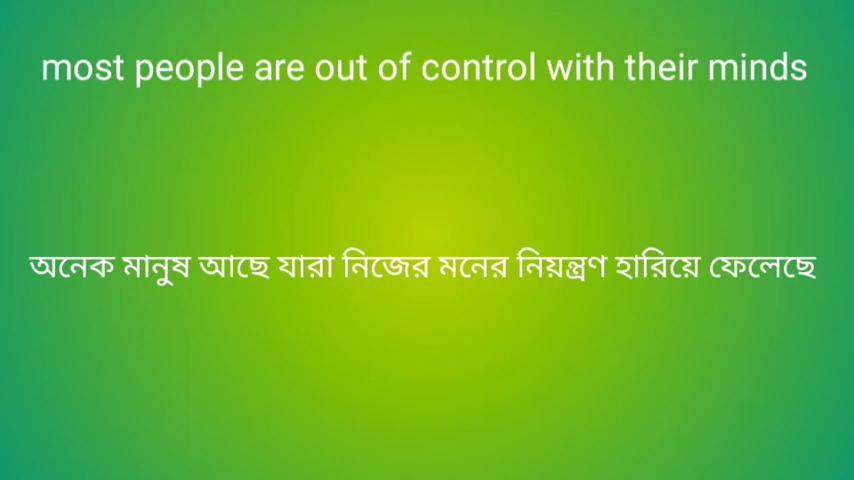 most people are out of control with their minds
অনেক মানুষ আছে যারা নিজের মনের নিয়ন্ত্রণ হারিয়ে ফেলেছে